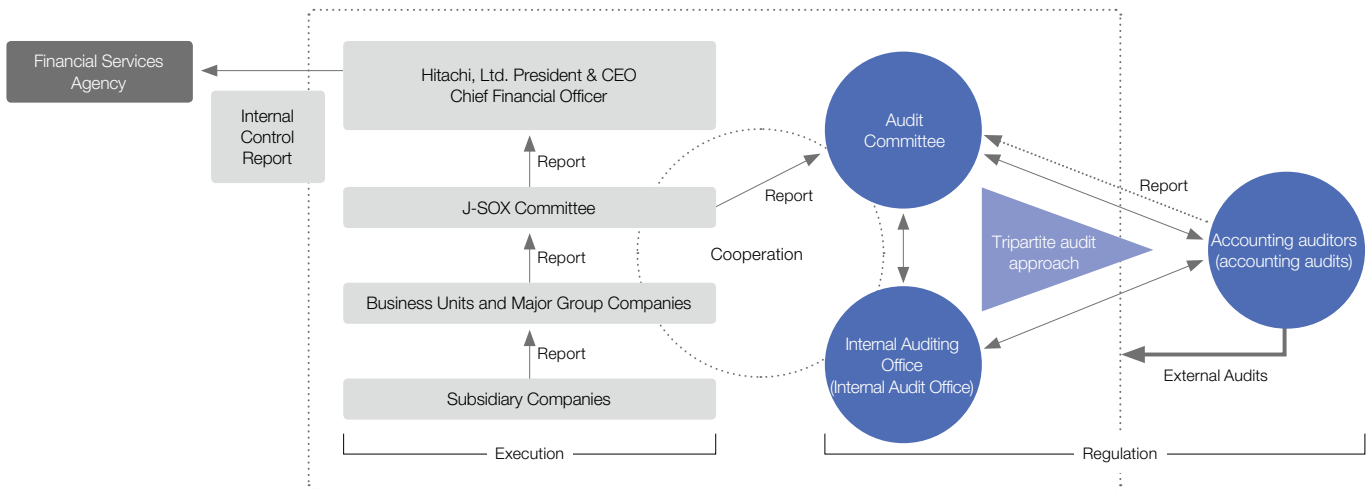 Financial Services
Agency
Internal
Control
Report
Hitachi, Ltd. President & CEO
Chief Financial Officer
Report
J-SOX Committee
Report
Business Units and Major Group Companies
Report
Subsidiary Companies
Execution
Report
Cooperation
Audit
Committee
Internal Auditing
Office
(Internal Audit Office)
Tripartite audit
approach
Report
Accounting auditors
(accounting audits)
External Audits
Regulation